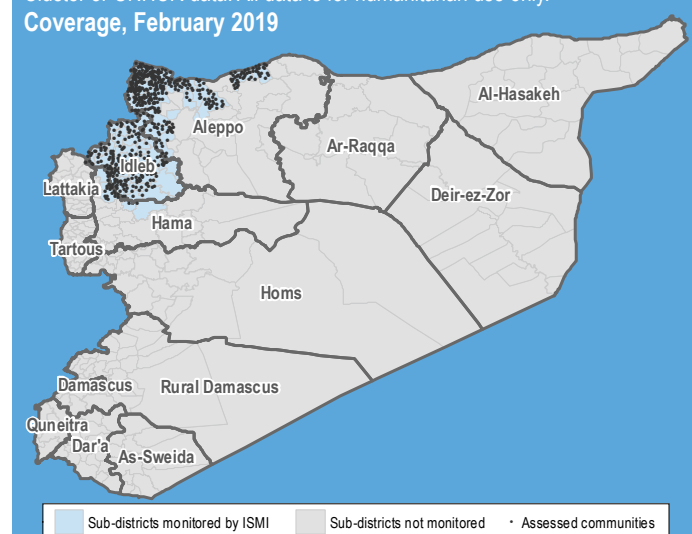 Coverage, February 2019
Al-Hasakeh
Aleppo
Ar-Raqqa
Idleb
Lattakia
Deir-ez-Zor
Hama
Tartous
Homs
Damascus
Rural Damascus
Quneitra
Dar'a
As-Sweida
Sub-districts monitored by ISMI
Sub-districts not monitored
Assessed communities